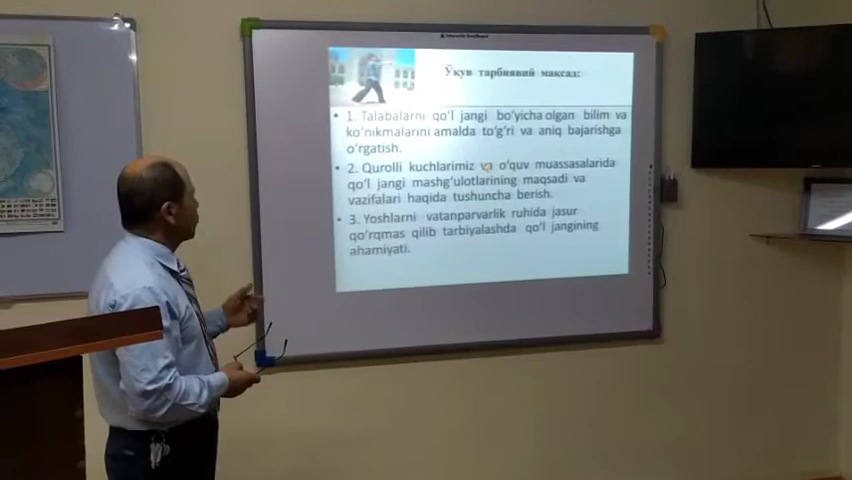 Ўқув тарбиявий мақсад:
• 1. Talabalarni qo'l jangi bo'yicha olgan bilim va
ko'nikmalarini amalda to'g'ri va aniq bajarishga
o'rgatish.
• 2. Qurolli kuchlarimiz va o'quv muassasalarida
qo'l jangi mashg'ulotlarining maqsadi va
vazifalari haqida tushuncha berish.
• 3. Yoshlarni vatanparvarlik ruhida jasur
qo'rqmas qilib tarbiyalashda qo'l jangining
ahamiyati.